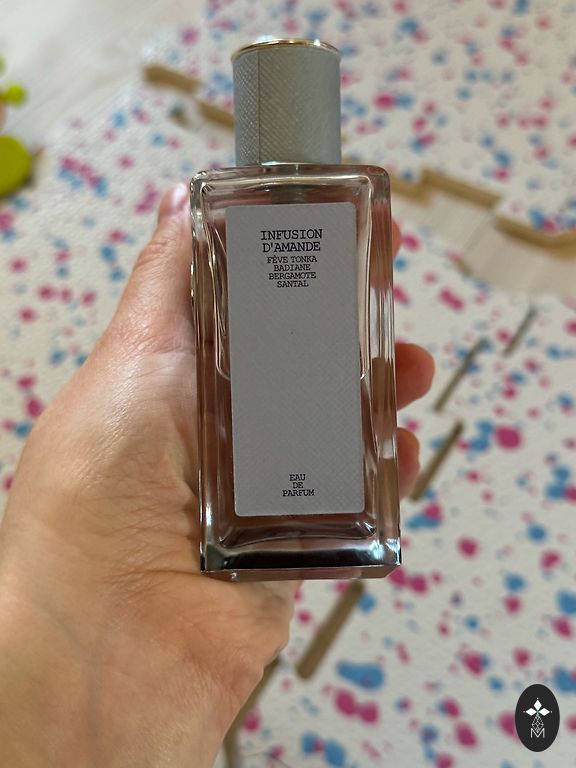 INFUSION
D'AMANDE
FÈVE TONKA
BADIANE
BERGAMOTE
SANTAL
EAU
DE
PARFUM
M